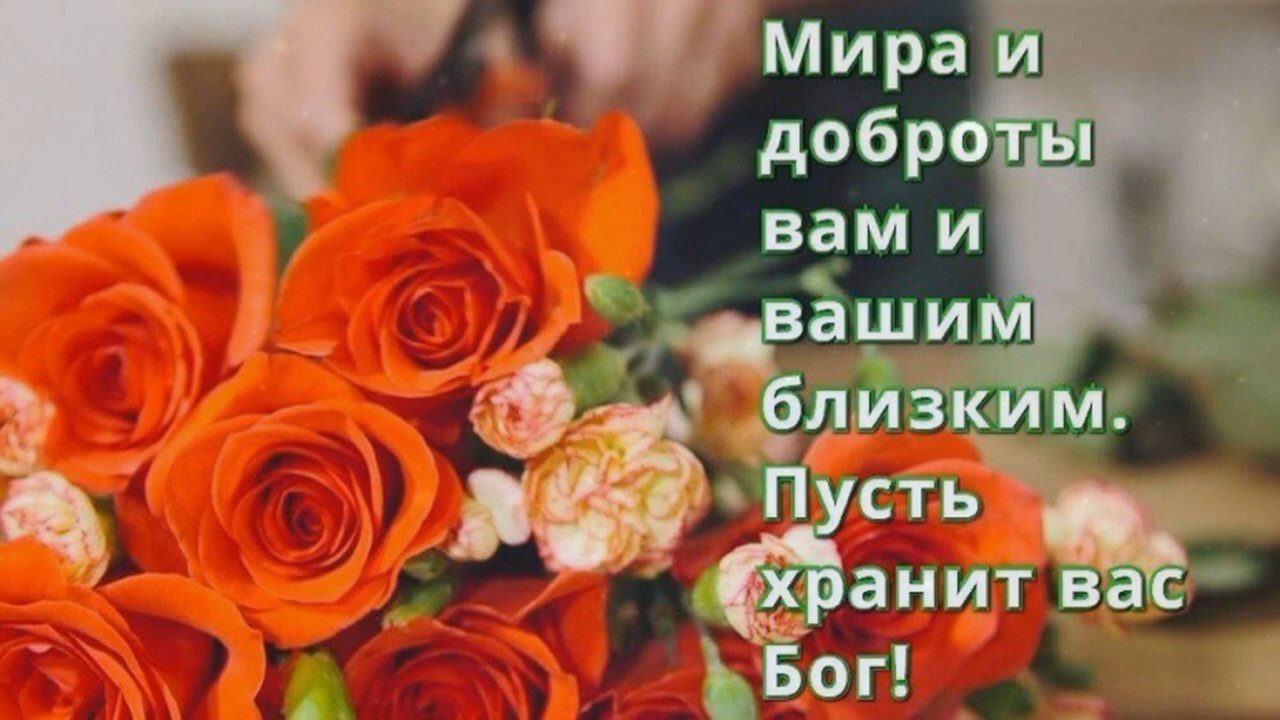 Мира и
доброты
вам и
вашим
близким.
Пусть
хранит вас
Бог!